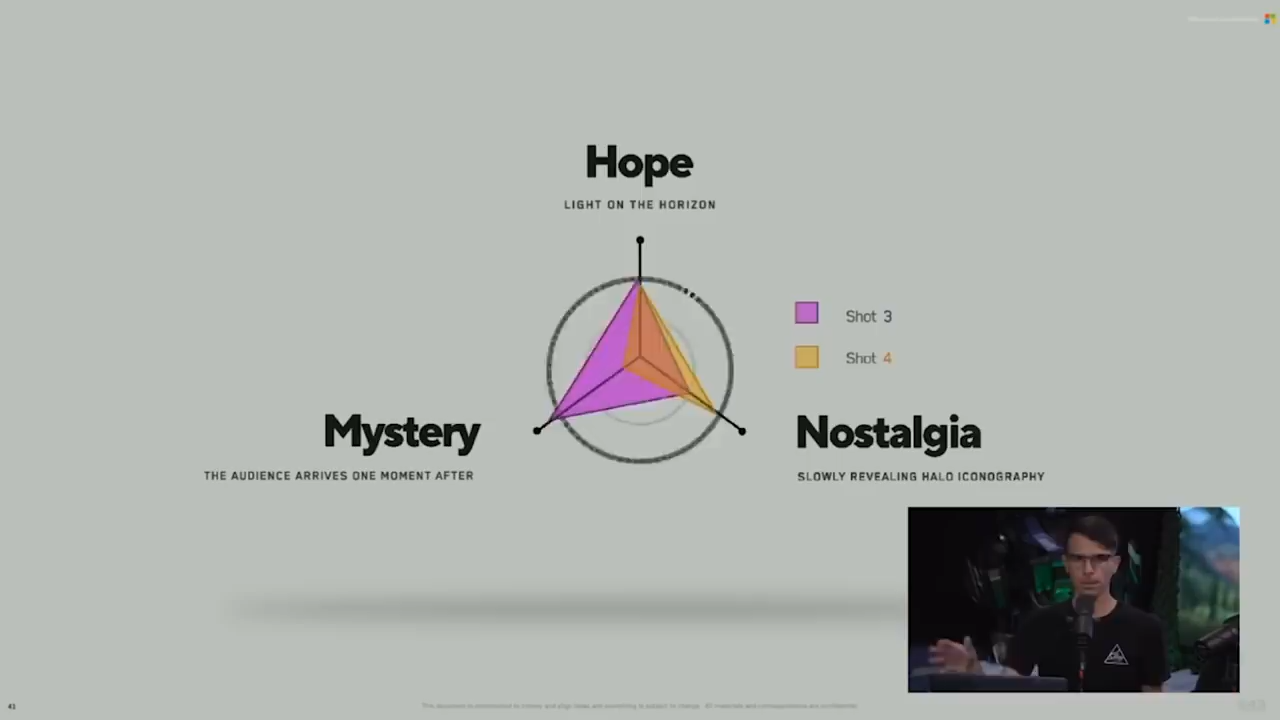 Hope
LIGHT ON THE HORIZON
Shot 3
Shot 4
Mystery
THE AUDIENCE ARRIVES ONE MOMENT AFTER
Nostalgia
SLOWLY REVEALING HALO ICONOGRAPHY
41